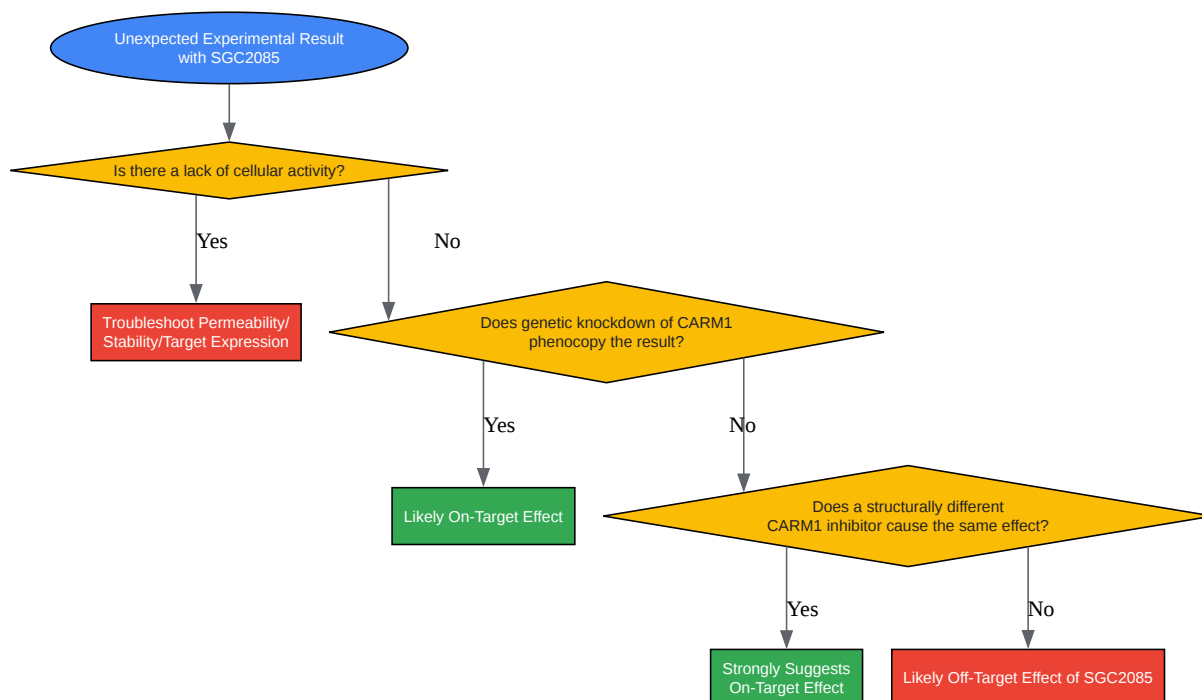 Unexpected Experimental Result
with SGC2085
Is there a lack of cellular activity?
Yes
No
Troubleshoot Permeability/
Stability/Target Expression
Does genetic knockdown of CARM1
phenocopy the result?
Yes
No
Likely On-Target Effect
Does a structurally different
CARM1 inhibitor cause the same effect?
Yes
No
Strongly Suggests
On-Target Effect
Likely Off-Target Effect of SGC2085